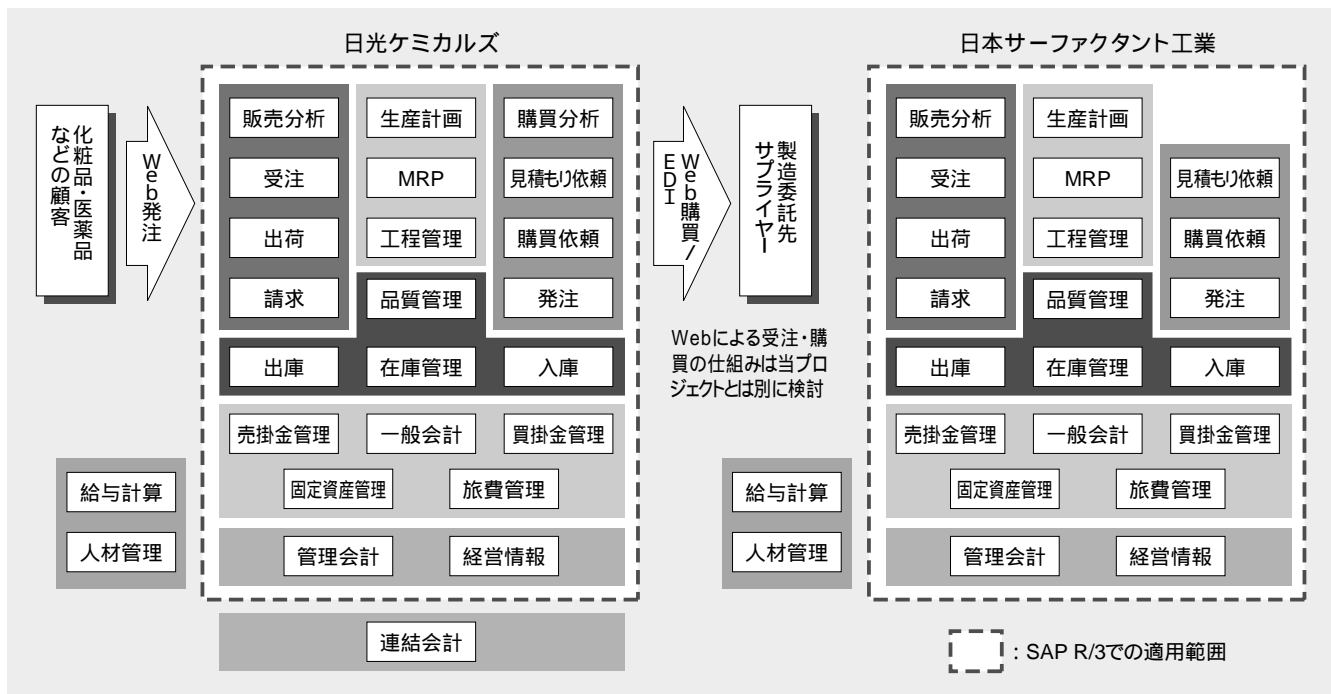 日光ケミカルズ
日本サーファクタント工業
化粧品・医薬品
などの顧客
Web発注
販売分析
受注
出荷
請求
生産計画
MRP
工程管理
品質管理
購買分析
見積もり依頼
購買依頼
発注
出庫
在庫管理
入庫
売掛金管理
一般会計
買掛金管理
固定資産管理
旅費管理
管理会計
経営情報
給与計算
人材管理
連結会計
Web購買/
EDI
製造委託先
サプライヤー
Webによる受注・購
買の仕組みは当プロ
ジェクトとは別に検討
販売分析
受注
出荷
請求
生産計画
MRP
工程管理
品質管理
見積もり依頼
購買依頼
発注
出庫
在庫管理
入庫
売掛金管理
一般会計
買掛金管理
固定資産管理
旅費管理
管理会計
経営情報
給与計算
人材管理
：SAP R/3での適用範囲